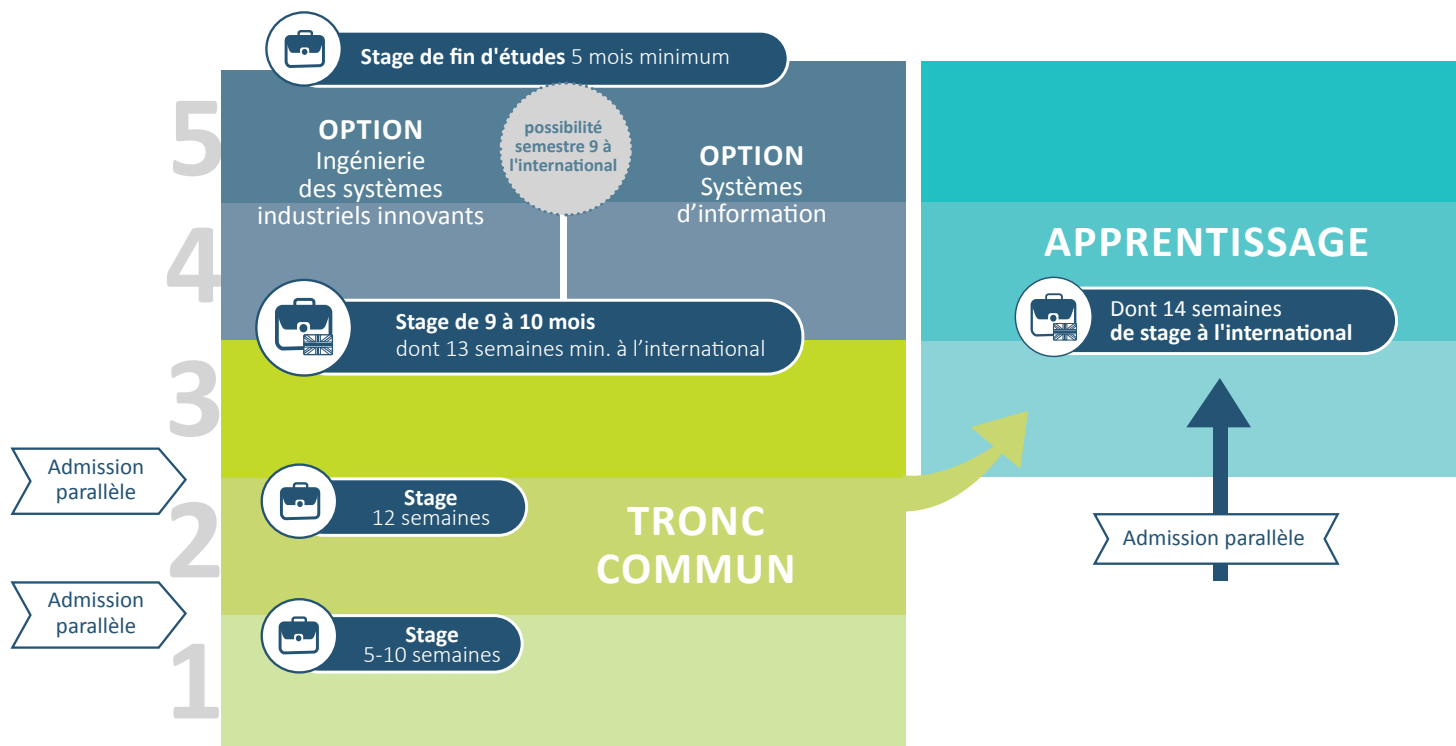 Stage de fin d'études 5 mois minimum
5
OPTION
Ingénierie
des systèmes
industriels innovants
possibilité
semestre 9 à
l'international
OPTION
Systèmes
d'information
4
Stage de 9 à 10 mois
dont 13 semaines min. à l'international
3
Admission
parallèle
Stage
12 semaines
2
TRONC
COMMUN
Admission
parallèle
Stage
5-10 semaines
1
APPRENTISSAGE
Dont 14 semaines
de stage à l'international
Admission parallèle